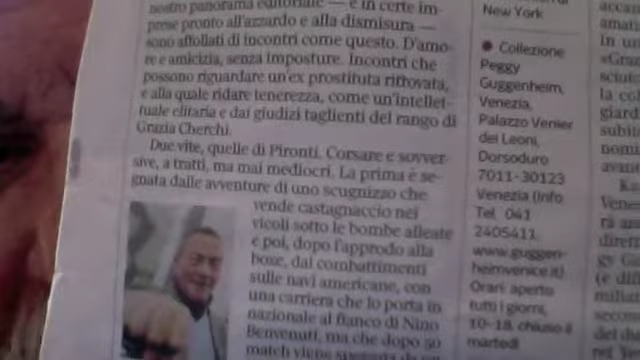 nostro panorama editoriale — e in certe im-
prese pronto all'azzardo e alla dismisura —
sono affollati di incontri come questo. D'amo-
re e amicizia, senza imposture. Incontri che
possono riguardare un'ex prostituta ritrovata,
e alla quale ridare tenerezza, come un'intellet-
tuale elitaria e dai giudizi taglienti del rango di
Grazia Cherchi.
Due vite, quelle di Pironti. Corsare e sovver-
sive, a tratti, ma mai mediocri. La prima è se-
gnata dalle avventure di uno scugnizzo che
vende castagnaccio nei
vicoli sotto le bombe alleate
e poi, dopo l'approdo alla
boxe, dai combattimenti
sulle navi americane, con
una carriera che lo porta in
nazionale al fianco di Nino
Benvenuti, ma che dopo 50
match viene
New York
● Collezione
Peggy
Guggenheim,
Venezia,
Palazzo Venier
dei Leoni,
Dorsoduro
7011-30123
Venezia (Info
Tel. 041
2405411,
www.guggen-
heimvenice.it)
Orari: aperto
tutti i giorni,
10-18, chiuso il
martedì